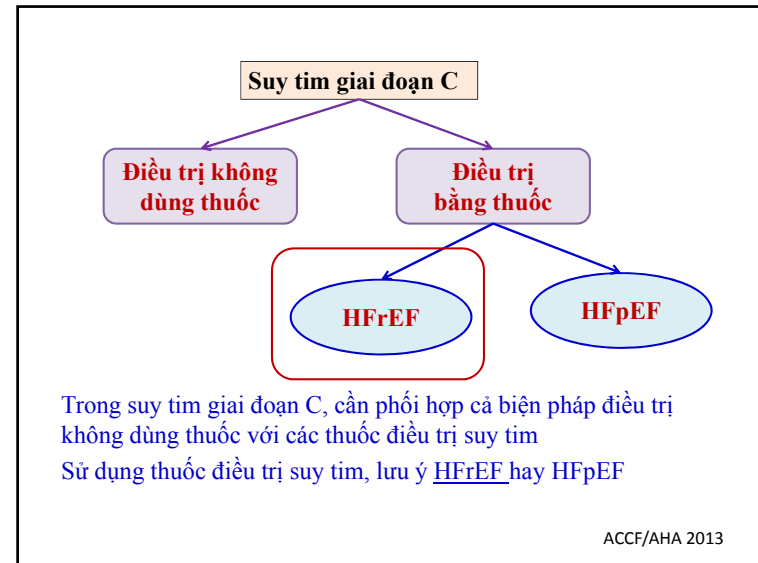 Suy tim giai đoạn C
Điều trị không
dùng thuốc
Điều trị
bằng thuốc
HFrEF
HFpEF
Trong suy tim giai đoạn C, cần phối hợp cả biện pháp điều trị
không dùng thuốc với các thuốc điều trị suy tim
Sử dụng thuốc điều trị suy tim, lưu ý HFrEF hay HFpEF
ACCF/AHA 2013